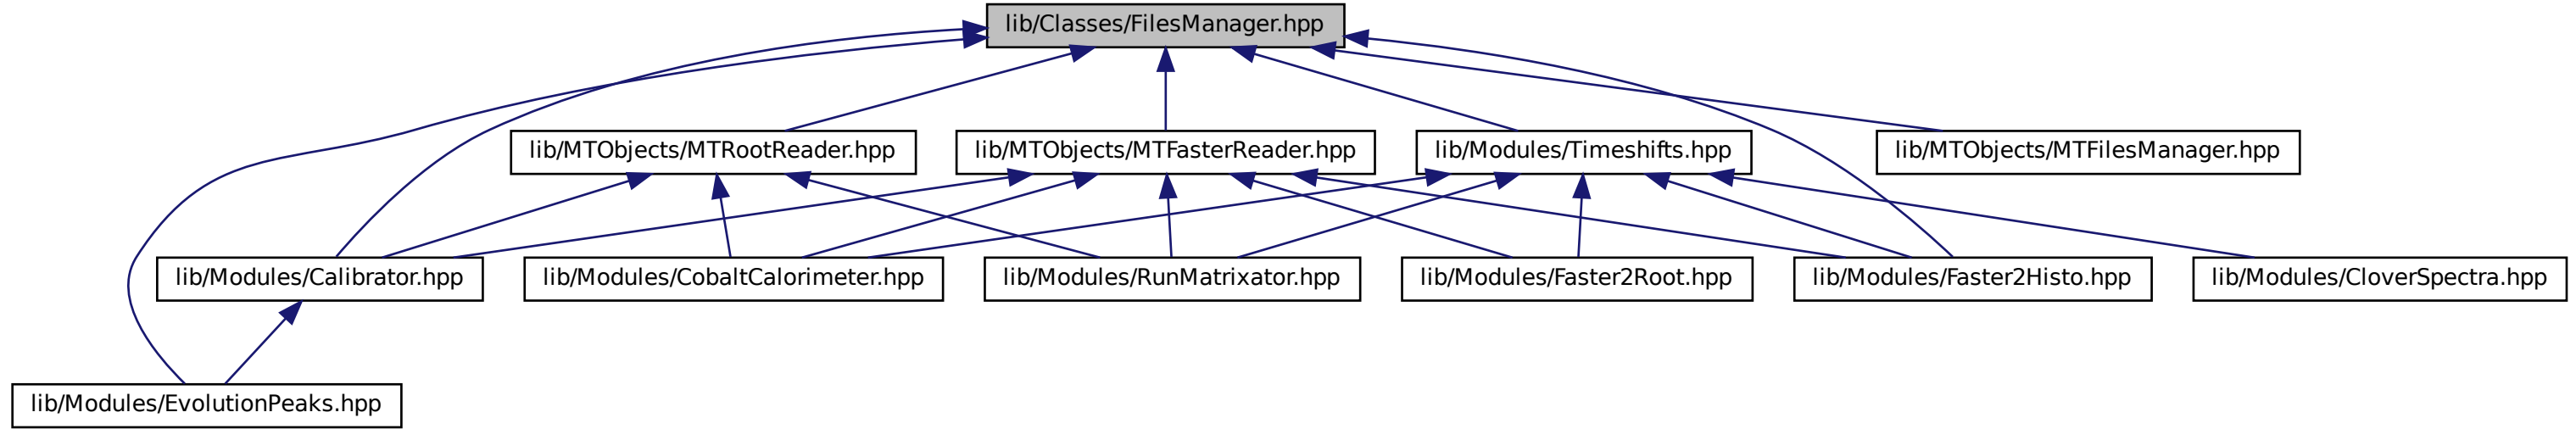 lib/Classes/FilesManager.hpp
lib/MTObjects/MTRootReader.hpp
lib/MTObjects/MTFasterReader.hpp
lib/Modules/Timeshifts.hpp
lib/MTObjects/MTFilesManager.hpp
lib/Modules/Calibrator.hpp
lib/Modules/CobaltCalorimeter.hpp
lib/Modules/RunMatrixator.hpp
lib/Modules/Faster2Root.hpp
lib/Modules/Faster2Histo.hpp
lib/Modules/CloverSpectra.hpp
lib/Modules/EvolutionPeaks.hpp